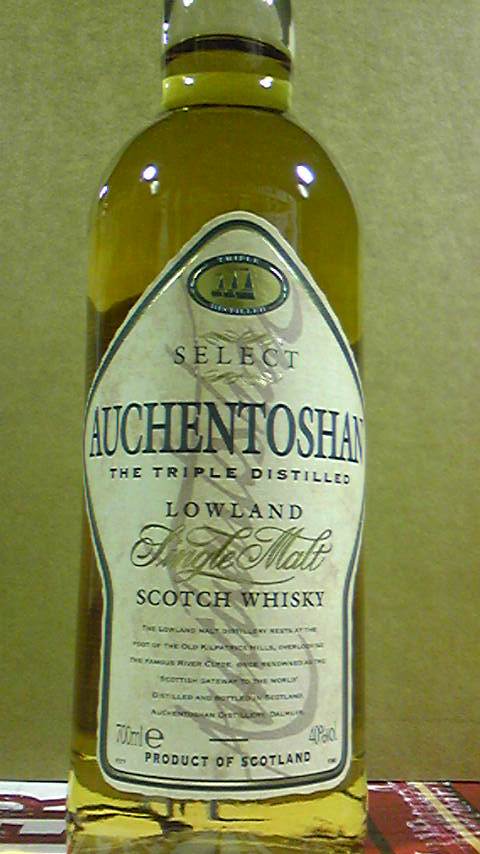 TRIPLE
DISTILLED
SELECT
AUCHENTOSHAN
THE TRIPLE DISTILLED
LOWLAND
Single Malt
SCOTCH WHISKY
THE LOWLAND MALT DISTILLERY RESTS AT THE
FOOT OF THE OLD KILPATRICK HILLS, OVERLOOKING
THE FAMOUS RIVER CLYDE, ONCE RENOWNED AS THE
SCOTTISH GATEWAY TO THE WORLD'
DISTILLED AND BOTTLED IN SCOTLAND,
AUCHENTOSHAN DISTILLERY, DALMUIR.
700ml e 40%vol
PRODUCT OF SCOTLAND